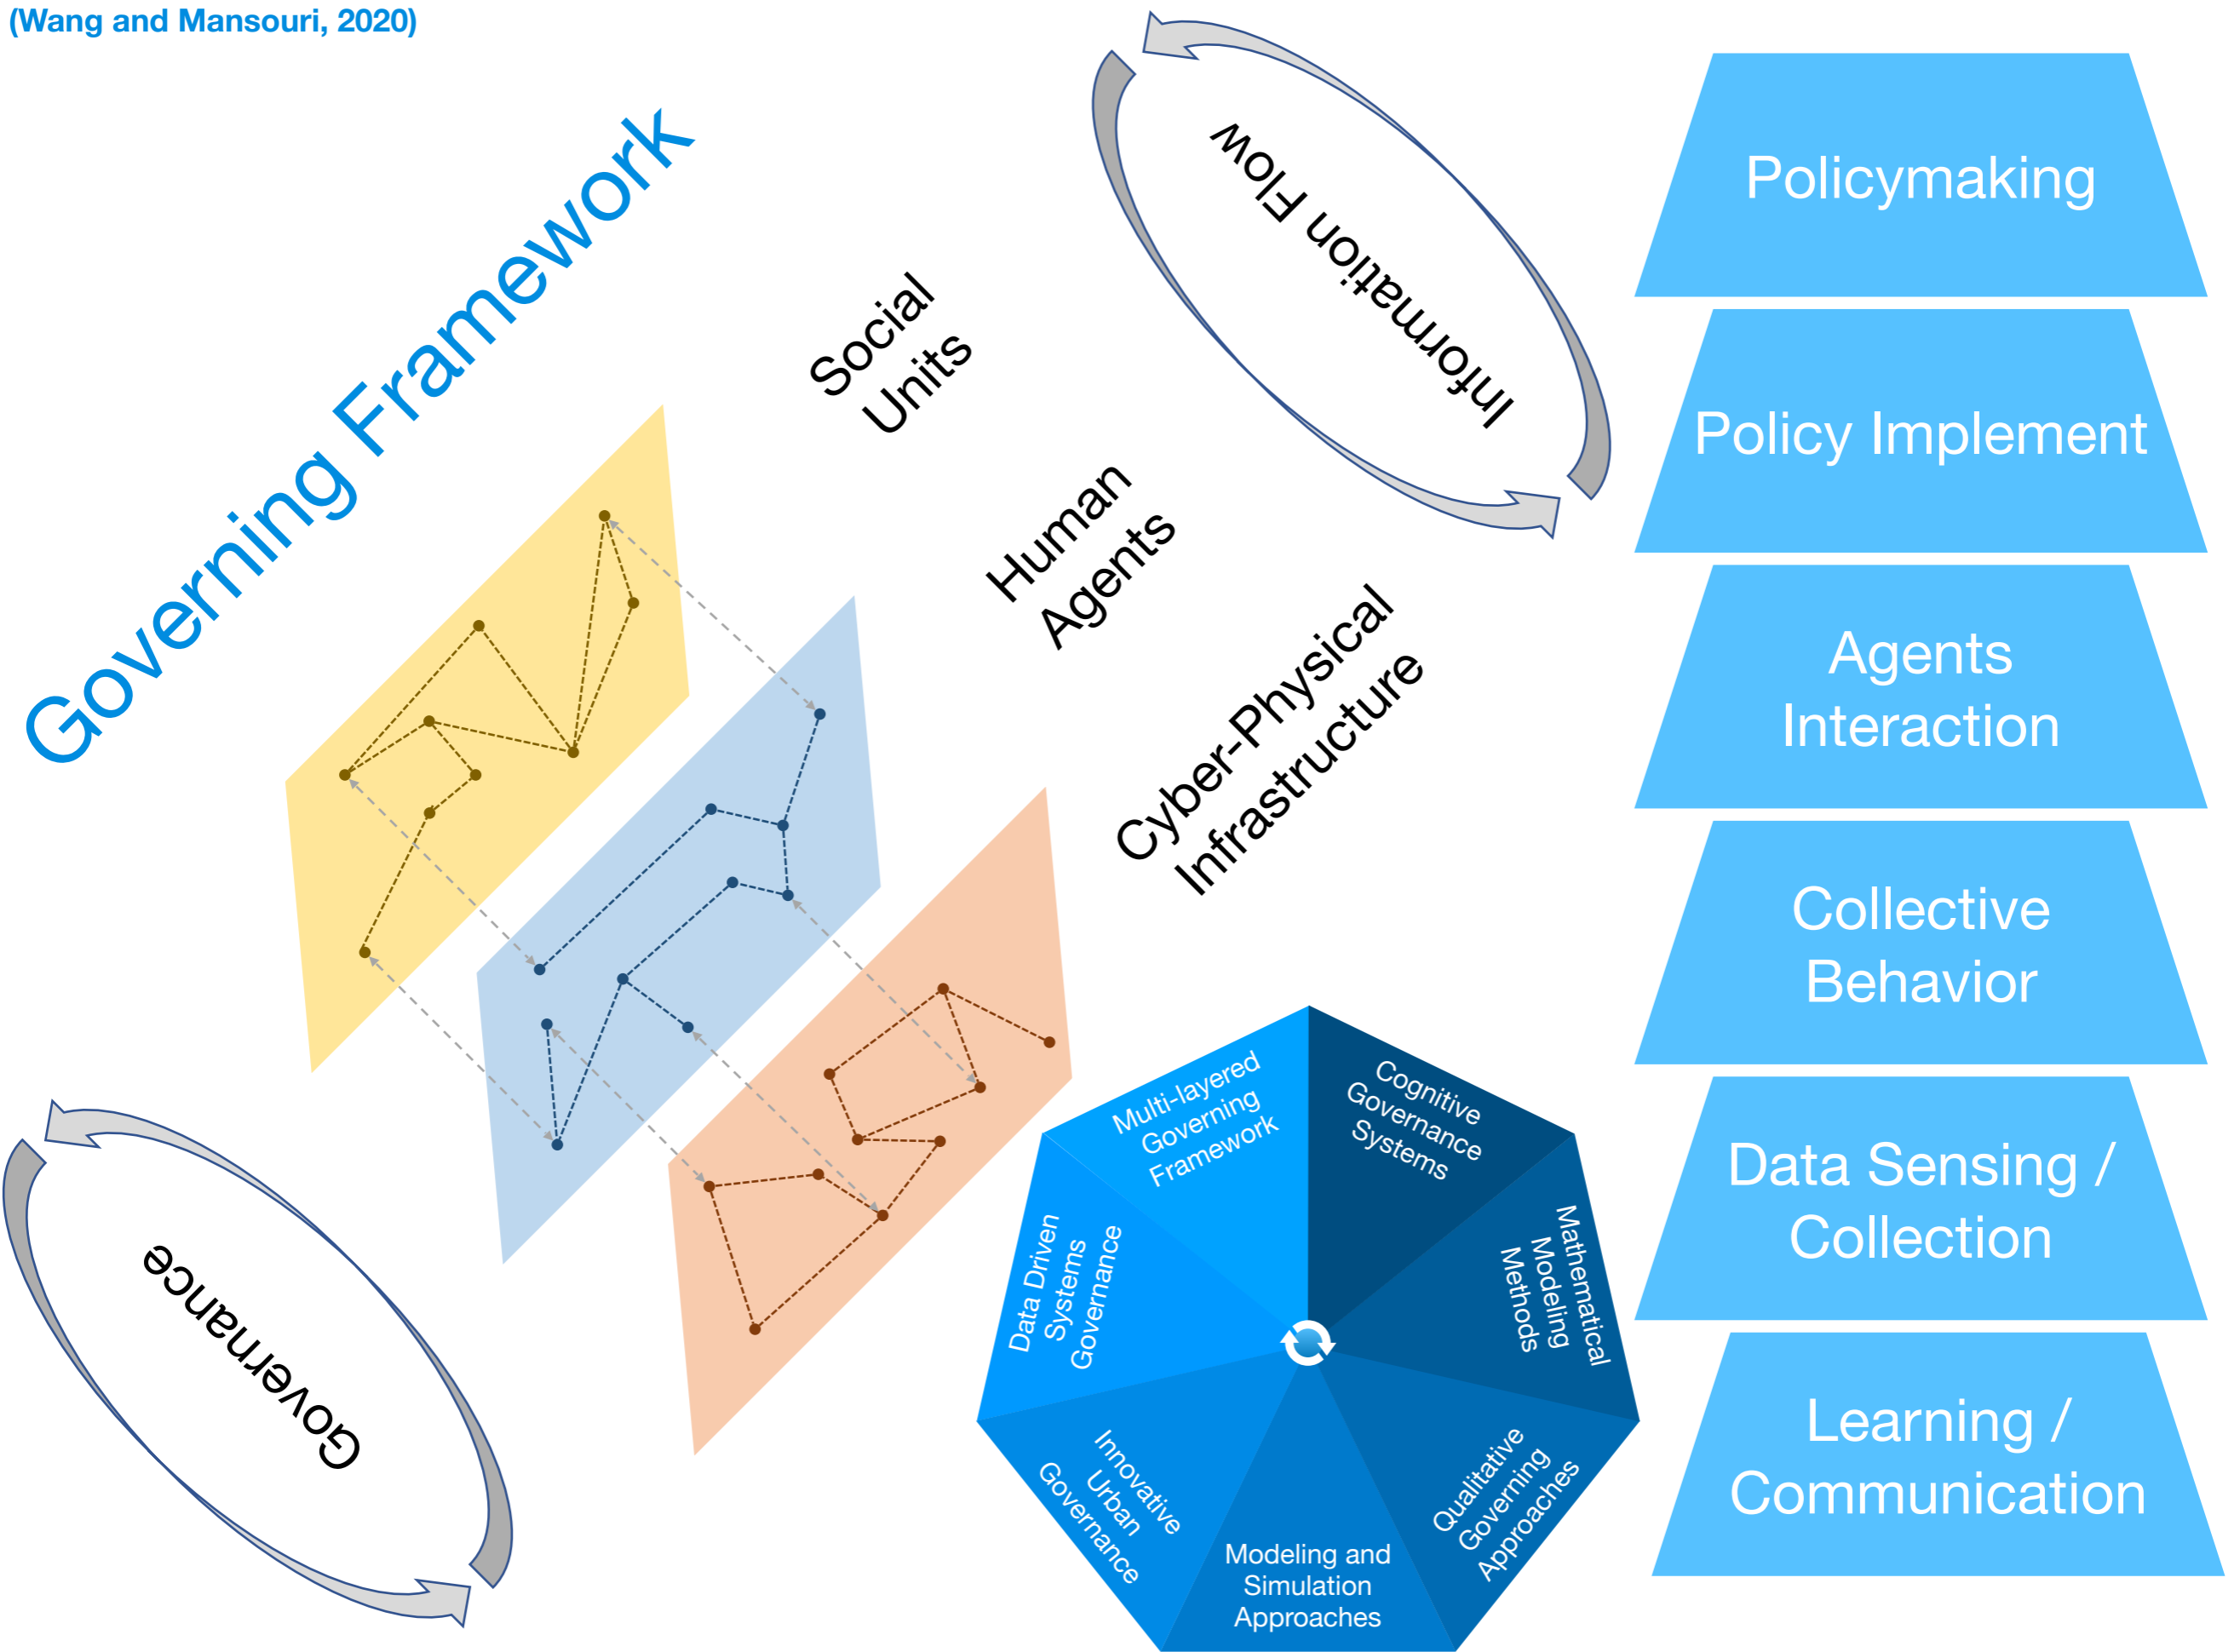 (Wang and Mansouri, 2020)
Governing Framework
Social
Units
Human
Agents
Cyber-Physical
Infrastructure
Information Flow
Governance
Policymaking
Policy Implement
Agents
Interaction
Collective
Behavior
Data Sensing /
Collection
Learning /
Communication
Multi-layered
Governing
Framework
Cognitive
Governance
Systems
Mathematical
Modeling
Methods
Qualitative
Governing
Approaches
Modeling and
Simulation
Approaches
Innovative
Urban
Governance
Data Driven
Systems
Governance